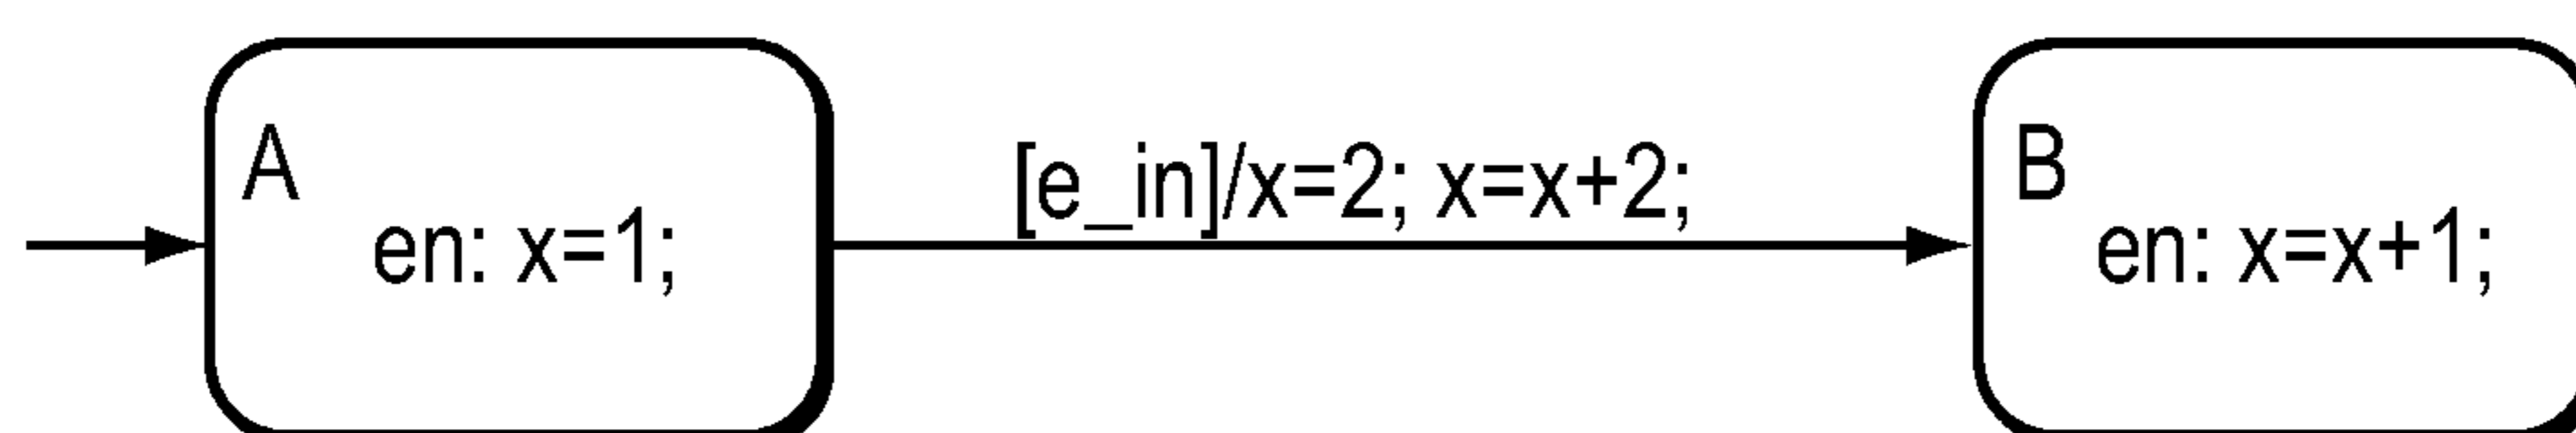 A
en: x=1;
[e_in]/x=2; x=x+2;
B
en: x=x+1;